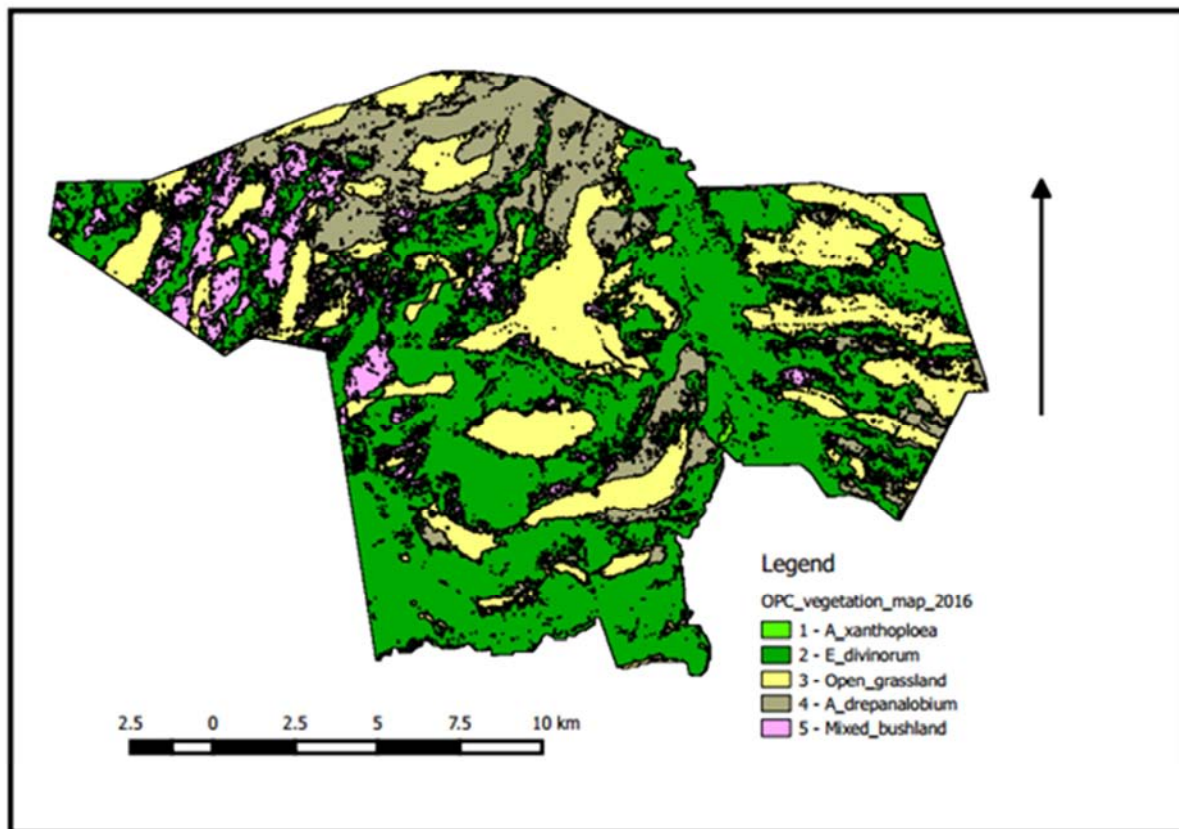 Legend
OPC_vegetation_map_2016
1 - A_xanthoploea
2 - E_divinorum
3 - Open_grassland
4 - A_drepanalobium
5 - Mixed_bushland
2.5 0 2.5 5 7.5 10 km